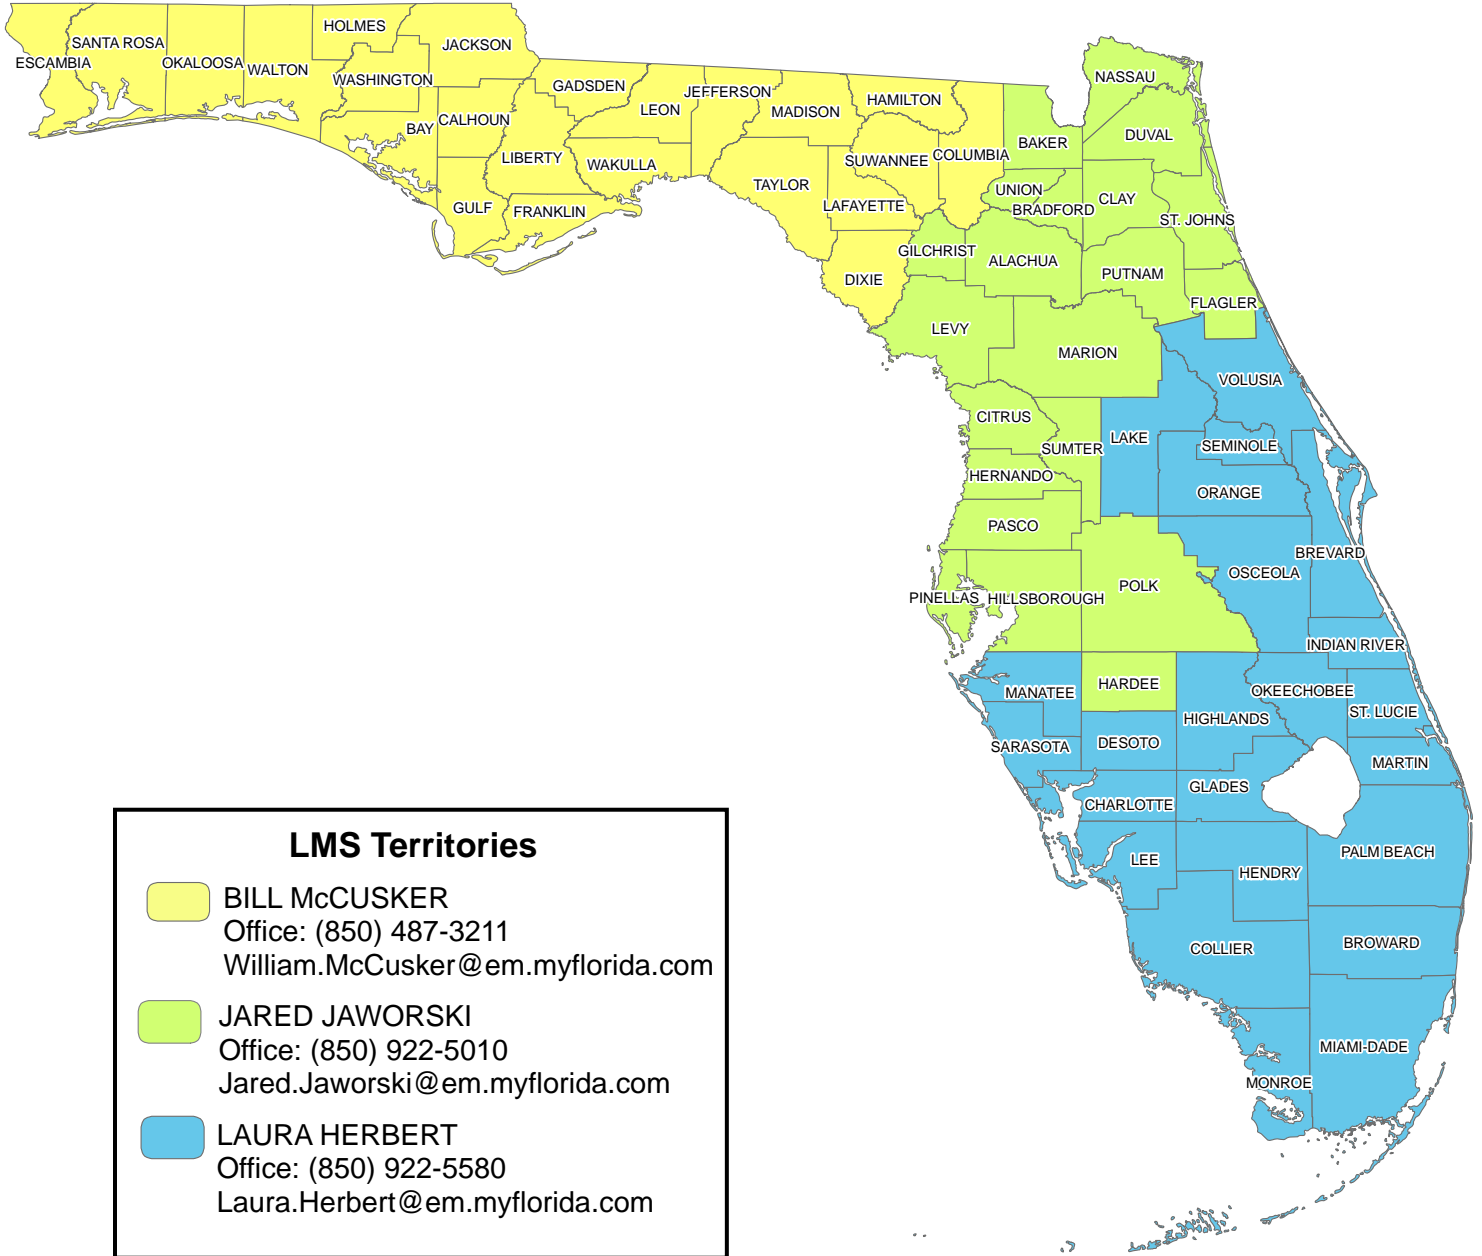 HOLMES
SANTA ROSA
JACKSON
ESCAMBIA
OKALOOSA
WALTON
WASHINGTON
GADSDEN
JEFFERSON
LEON
MADISON
HAMILTON
NASSAU
BAY
CALHOUN
DUVAL
BAKER
LIBERTY
WAKULLA
SUWANNEE
COLUMBIA
TAYLOR
UNION
CLAY
LAFAYETTE
BRADFORD
GULF
FRANKLIN
ST. JOHNS
GILCHRIST
ALACHUA
PUTNAM
DIXIE
FLAGLER
LEVY
MARION
VOLUSIA
CITRUS
LAKE
SUMTER
SEMINOLE
HERNANDO
ORANGE
PASCO
BREVARD
OSCEOLA
POLK
PINELLAS
HILLSBOROUGH
INDIAN RIVER
HARDEE
MANATEE
OKEECHOBEE
ST. LUCIE
HIGHLANDS
SARASOTA
DESOTO
MARTIN
GLADES
CHARLOTTE
PALM BEACH
LEE
HENDRY
COLLIER
BROWARD
MIAMI-DADE
MONROE
LMS Territories
BILL McCUSKER
Office: (850) 487-3211
William.McCusker@em.myflorida.com
JARED JAWORSKI
Office: (850) 922-5010
Jared.Jaworski@em.myflorida.com
LAURA HERBERT
Office: (850) 922-5580
Laura.Herbert@em.myflorida.com